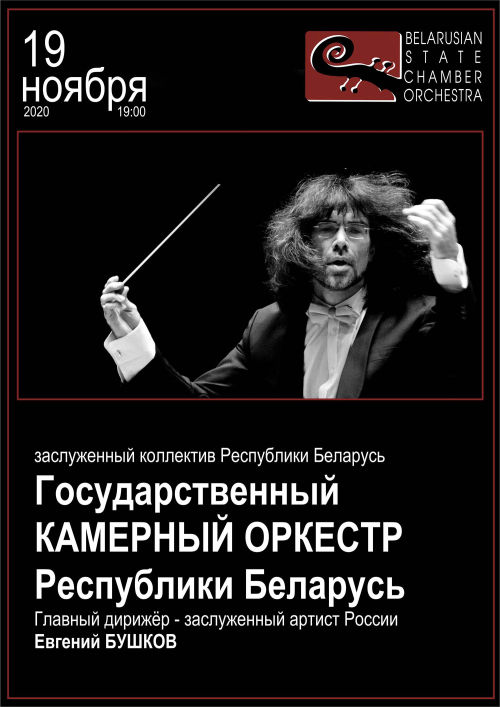 19
ноября
2020 19:00
BELARUSIAN
STATE
CHAMBER
ORCHESTRA
заслуженный коллектив Республики Беларусь
Государственный
КАМЕРНЫЙ ОРКЕСТР
Республики Беларусь
Главный дирижёр - заслуженный артист России
Евгений БУШКОВ